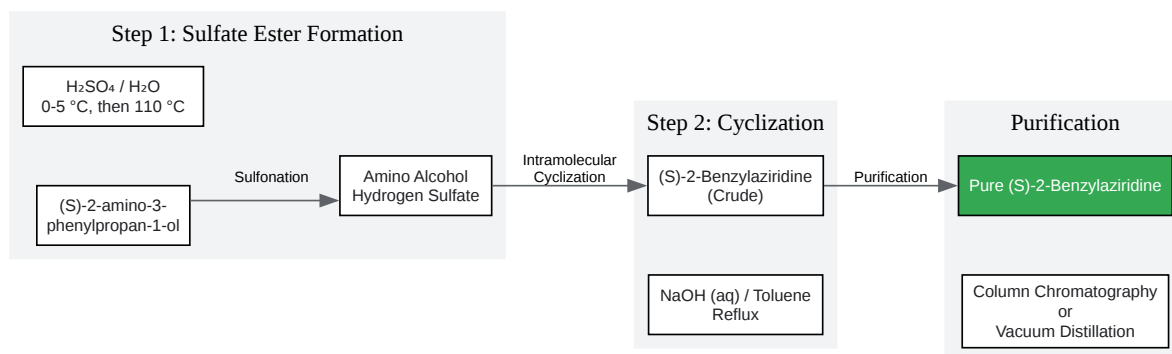 Step 1: Sulfate Ester Formation
H₂SO₄ / H₂O
0-5 °C, then 110 °C
(S)-2-amino-3-
phenylpropan-1-ol
Sulfonation
Amino Alcohol
Hydrogen Sulfate
Intramolecular
Cyclization
Step 2: Cyclization
(S)-2-Benzylaziridine
(Crude)
NaOH (aq) / Toluene
Reflux
Purification
Purification
Pure (S)-2-Benzylaziridine
Column Chromatography
or
Vacuum Distillation